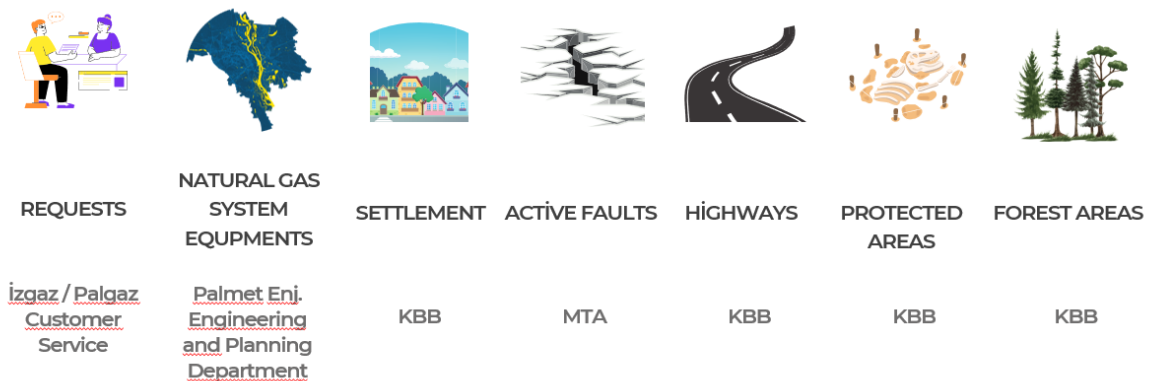 REQUESTS
NATURAL GAS
SYSTEM
EQUPMENTS
SETTLEMENT
ACTİVE FAULTS
HİGHWAYS
PROTECTED
AREAS
FOREST AREAS
İzgaz / Palgaz
Customer
Service
Palmet Enj.
Engineering
and Planning
Department
KBB
MTA
KBB
KBB
KBB